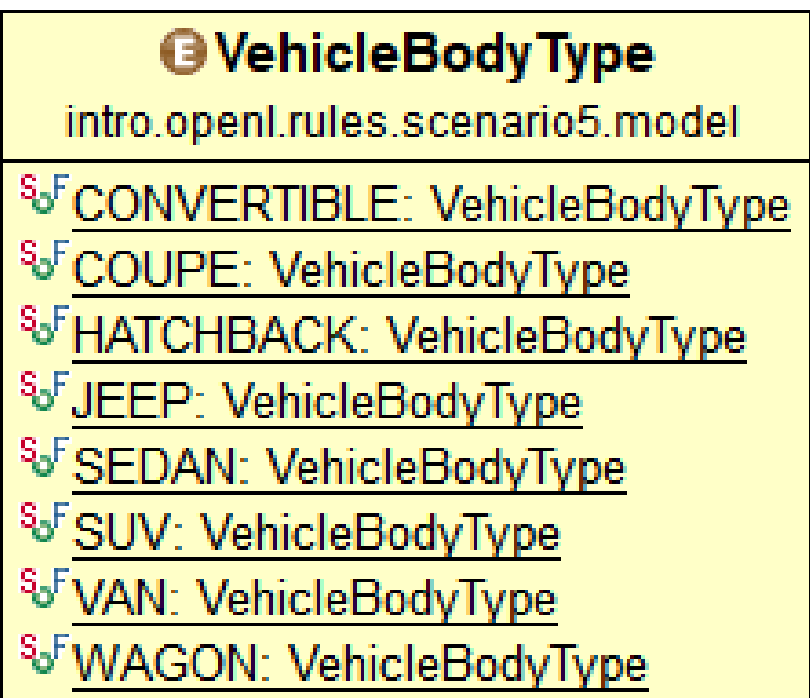 E VehicleBodyType
intro.openl.rules.scenario5.model
S F CONVERTIBLE: VehicleBodyType
S F COUPE: VehicleBodyType
S F HATCHBACK: VehicleBodyType
S F JEEP: VehicleBodyType
S F SEDAN: VehicleBodyType
S F SUV: VehicleBodyType
S F VAN: VehicleBodyType
S F WAGON: VehicleBodyType